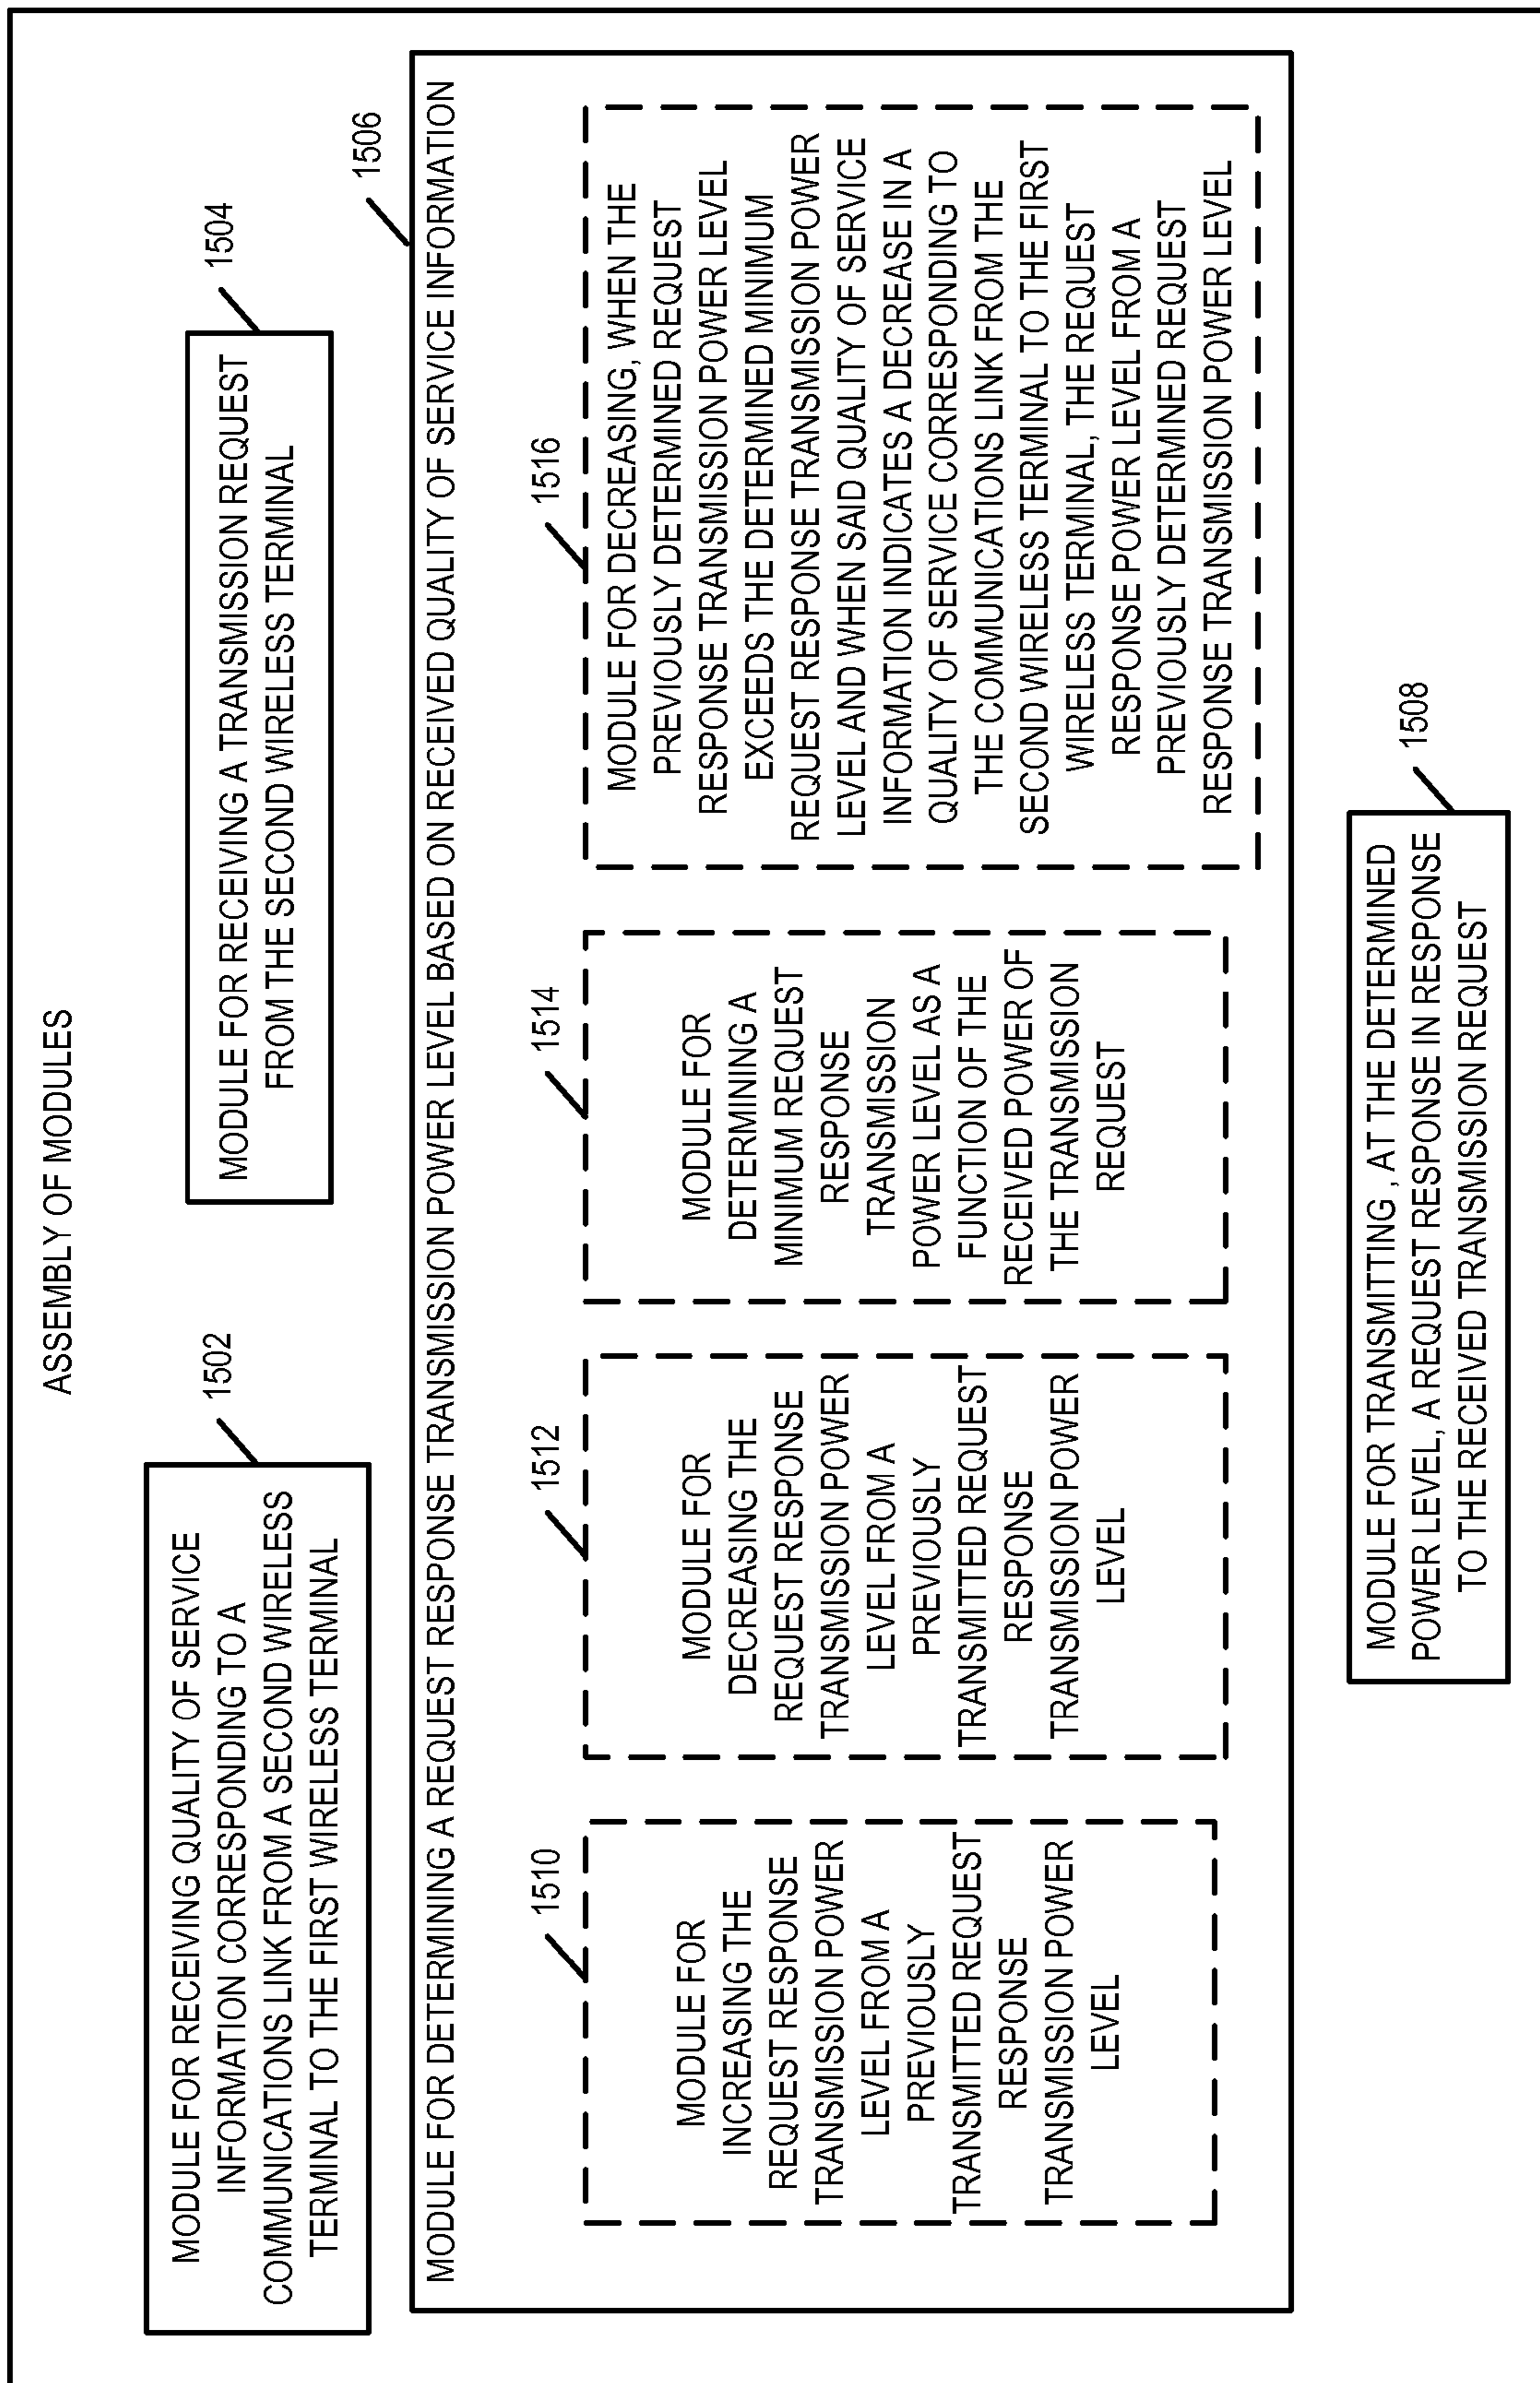 ASSEMBLY OF MODULES
1502
MODULE FOR RECEIVING QUALITY OF SERVICE
INFORMATION CORRESPONDING TO A
COMMUNICATIONS LINK FROM A SECOND WIRELESS
TERMINAL TO THE FIRST WIRELESS TERMINAL
1504
MODULE FOR RECEIVING A TRANSMISSION REQUEST
FROM THE SECOND WIRELESS TERMINAL
1506
MODULE FOR DETERMINING A REQUEST RESPONSE TRANSMISSION POWER LEVEL BASED ON RECEIVED QUALITY OF SERVICE INFORMATION
1510
MODULE FOR
INCREASING THE
REQUEST RESPONSE
TRANSMISSION POWER
LEVEL FROM A
PREVIOUSLY
TRANSMITTED REQUEST
RESPONSE
TRANSMISSION POWER
LEVEL
1512
MODULE FOR
DECREASING THE
REQUEST RESPONSE
TRANSMISSION POWER
LEVEL FROM A
PREVIOUSLY
TRANSMITTED REQUEST
RESPONSE
TRANSMISSION POWER
LEVEL
1514
MODULE FOR
DETERMINING A
MINIMUM REQUEST
RESPONSE
TRANSMISSION
POWER LEVEL AS A
FUNCTION OF THE
RECEIVED POWER OF
THE TRANSMISSION
REQUEST
1516
MODULE FOR DECREASING, WHEN THE
PREVIOUSLY DETERMINED REQUEST
RESPONSE TRANSMISSION POWER LEVEL
EXCEEDS THE DETERMINED MINIMUM
REQUEST RESPONSE TRANSMISSION POWER
LEVEL AND WHEN SAID QUALITY OF SERVICE
INFORMATION INDICATES A DECREASE IN A
QUALITY OF SERVICE CORRESPONDING TO
THE COMMUNICATIONS LINK FROM THE
SECOND WIRELESS TERMINAL TO THE FIRST
WIRELESS TERMINAL, THE REQUEST
RESPONSE POWER LEVEL FROM A
PREVIOUSLY DETERMINED REQUEST
RESPONSE TRANSMISSION POWER LEVEL
1508
MODULE FOR TRANSMITTING , AT THE DETERMINED
POWER LEVEL, A REQUEST RESPONSE IN RESPONSE
TO THE RECEIVED TRANSMISSION REQUEST